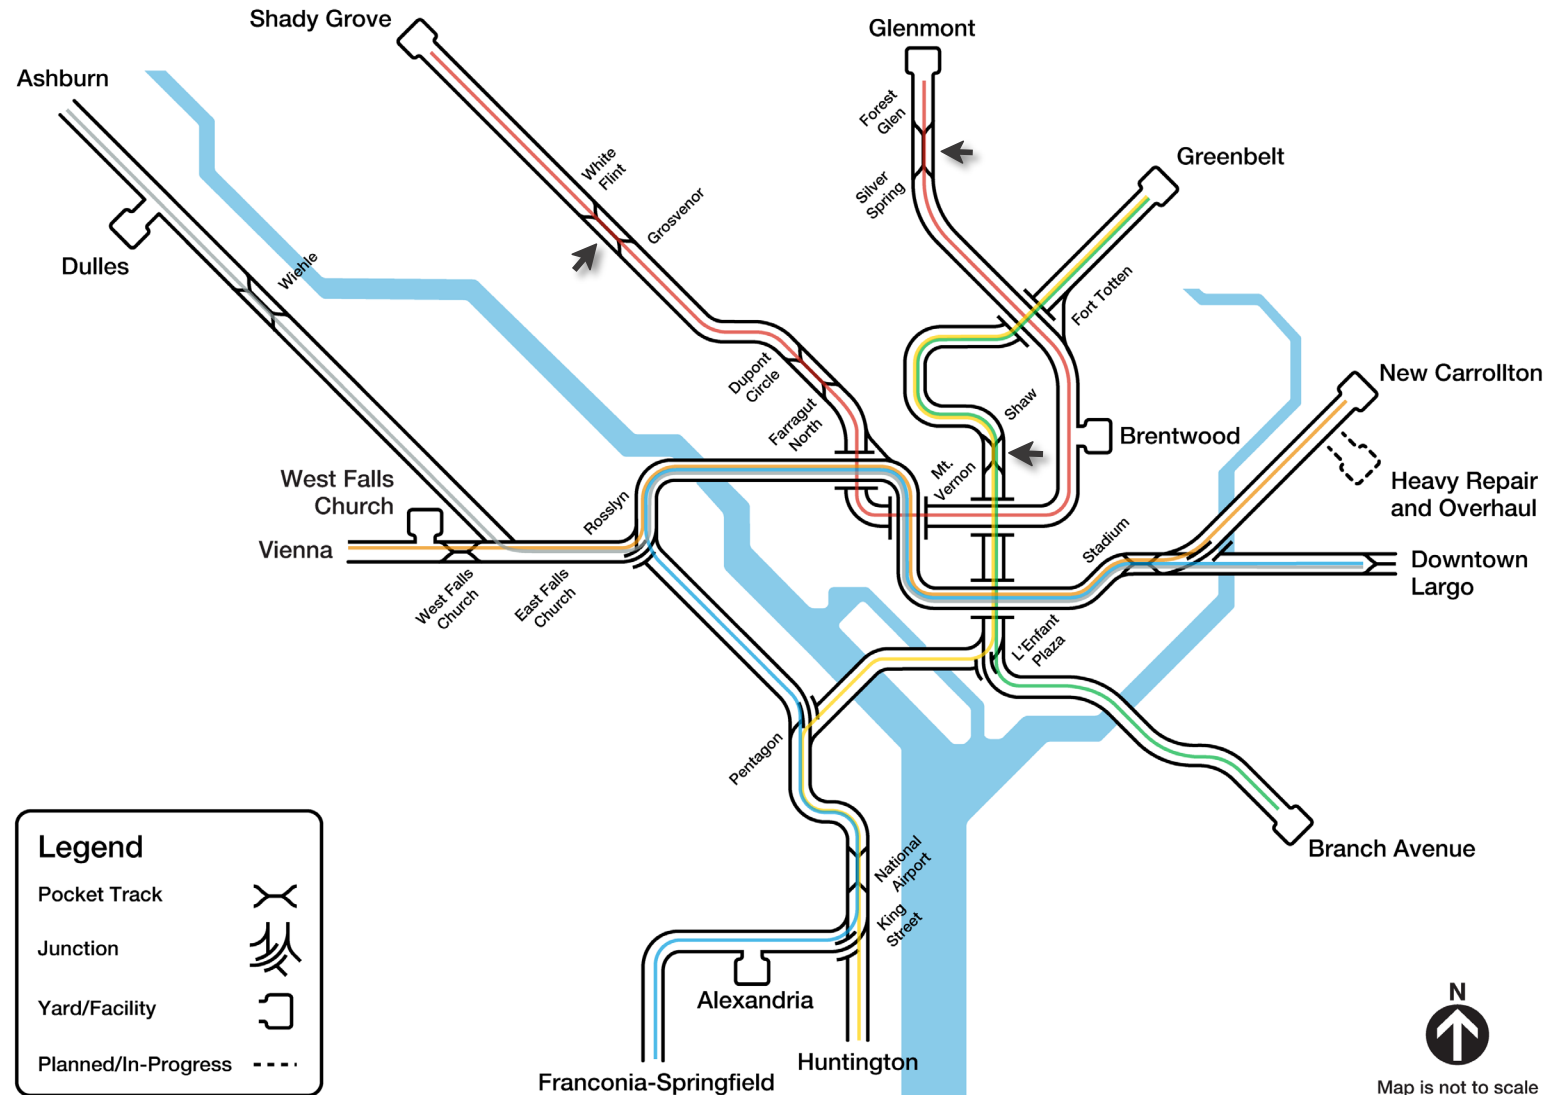 Shady Grove
Glenmont
Ashburn
Forest
Glen
Greenbelt
White
Flint
Silver
Spring
Grosvenor
Dulles
Wiehle
Fort Totten
Dupont
Circle
New Carrollton
Shaw
Farragut
North
Brentwood
West Falls
Church
Mt.
Vernon
Heavy Repair
and Overhaul
Rosslyn
Stadium
Vienna
Downtown
Largo
West Falls
Church
East Falls
Church
L'Enfant
Plaza
Pentagon
Legend
Pocket Track
Junction
Yard/Facility
Planned/In-Progress
National
Airport
Branch Avenue
King
Street
Alexandria
N
Huntington
Franconia-Springfield
Map is not to scale